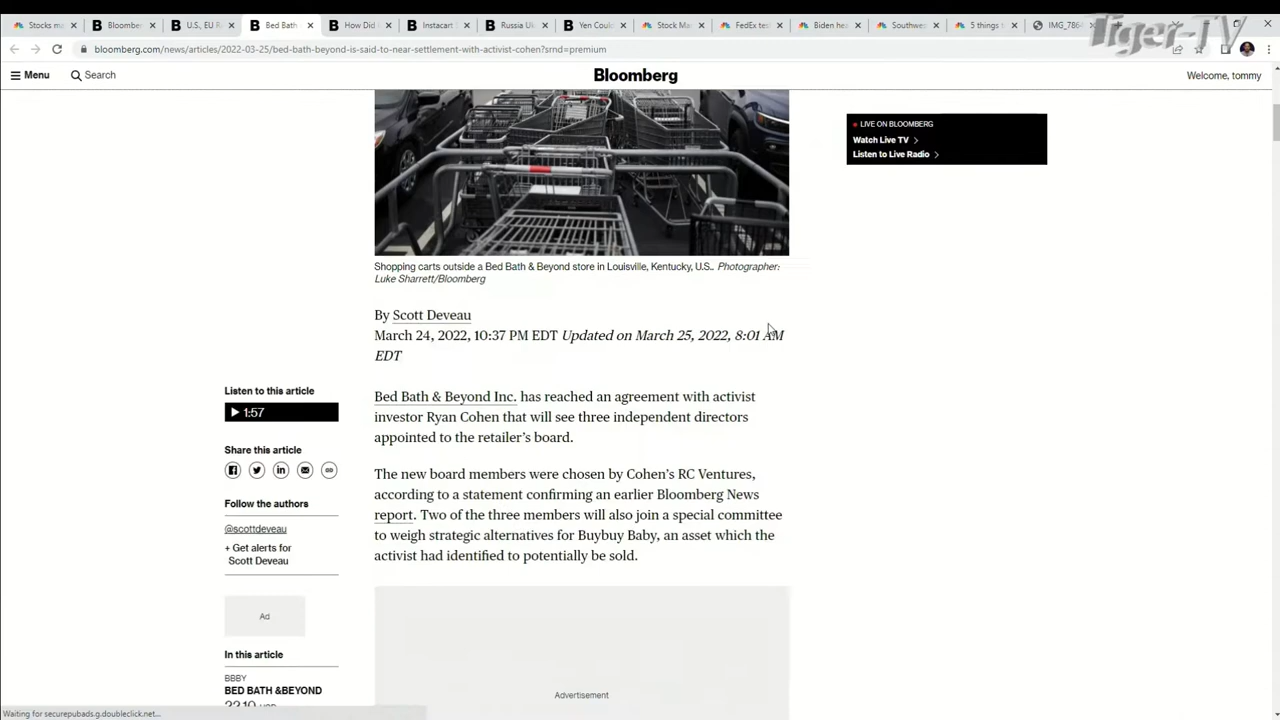 Stocks ma
Bloomber
U.S., EU R
Bed Bath
How Did
Instacart
Russia Uk
Yen Coul
Stock Ma
FedEx te
Biden hea
Southwes
5 things t
IMG_786
Tiger-TV
bloomberg.com/news/articles/2022-03-25/bed-bath-beyond-is-said-to-near-settlement-with-activist-cohen?srnd=premium
Menu
Search
Bloomberg
Welcome, tommy
LIVE ON BLOOMBERG
Watch Live TV
Listen to Live Radio
Shopping carts outside a Bed Bath & Beyond store in Louisville, Kentucky, U.S.. Photographer:
Luke Sharrett/Bloomberg
By Scott Deveau
March 24, 2022, 10:37 PM EDT Updated on March 25, 2022, 8:01 AM
EDT
Listen to this article
1:57
Share this article
Follow the authors
@scottdeveau
+ Get alerts for
Scott Deveau
Ad
In this article
BBBY
BED BATH &BEYOND
22.10 USD
Bed Bath & Beyond Inc. has reached an agreement with activist
investor Ryan Cohen that will see three independent directors
appointed to the retailer's board.
The new board members were chosen by Cohen's RC Ventures,
according to a statement confirming an earlier Bloomberg News
report. Two of the three members will also join a special committee
to weigh strategic alternatives for Buybuy Baby, an asset which the
activist had identified to potentially be sold.
Advertisement
Waiting for securepubads.g.doubleclick.net...